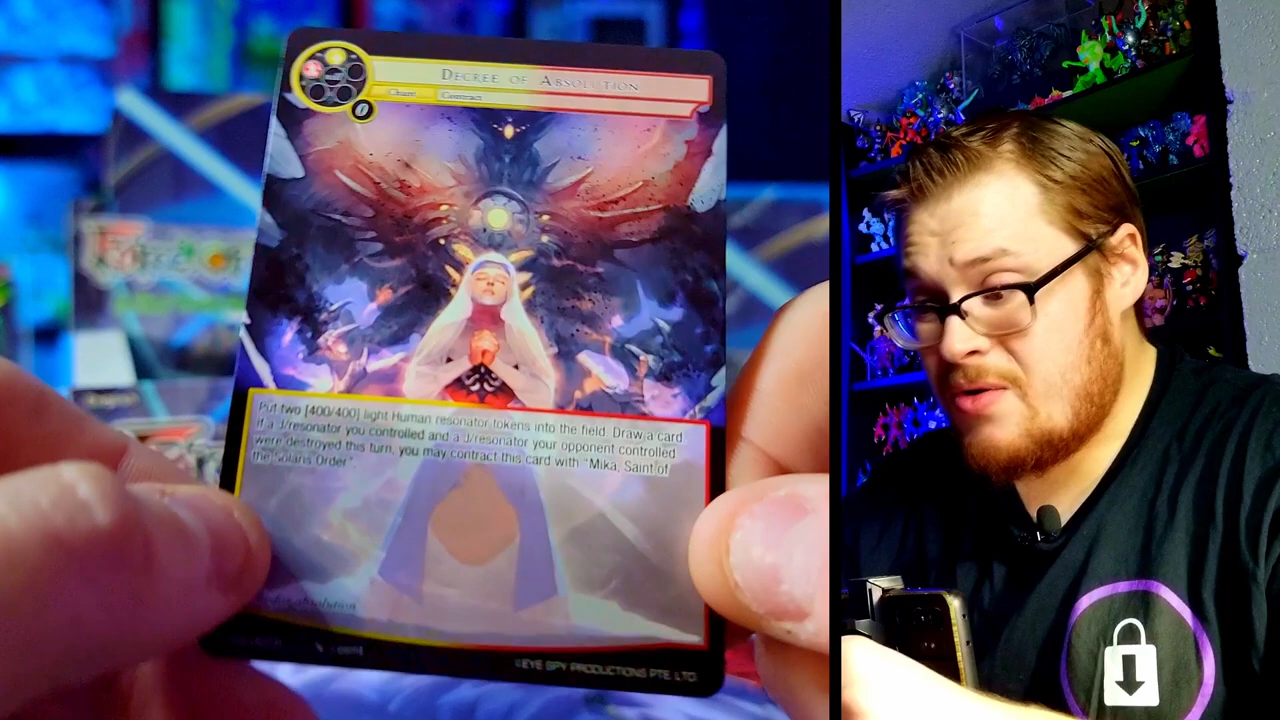 DECREE OF ABSOLUTION
Chant Contract
0
Put two [400/400] light Human resonator tokens into the field. Draw a card.
If a J/resonator you controlled and a J/resonator your opponent controlled
were destroyed this turn, you may contract this card with "Mika, Saint of
the Solaris Order".
©EYE SPY PRODUCTIONS PTE. LTD.